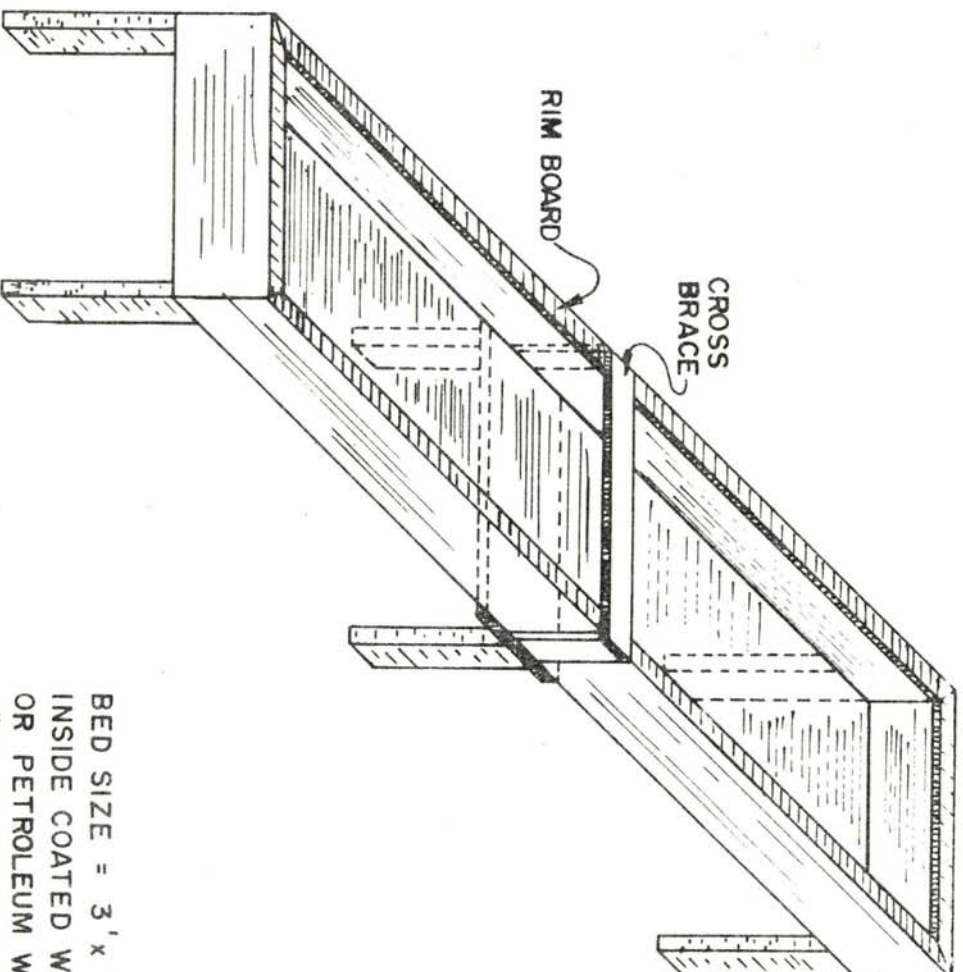 CROSS
BRACE
RIM BOARD
BED SIZE = 3'x
INSIDE COATED W
OR PETROLEUM W